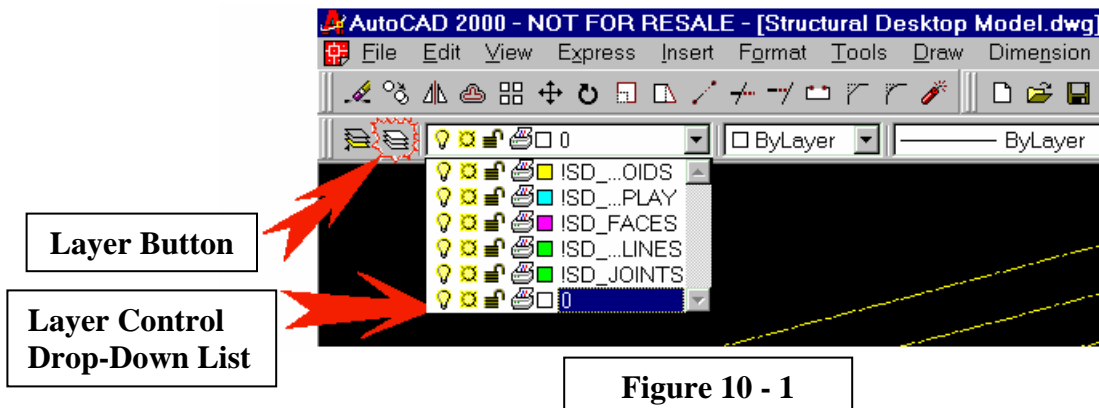 AutoCAD 2000 - NOT FOR RESALE - [Structural Desktop Model.dwg]
File Edit View Express Insert Format Tools Draw Dimension
0 ByLayer ByLayer
!SD_...OIDS
!SD_...PLAY
!SD_FACES
!SD_...LINES
!SD_JOINTS
0
Layer Button
Layer Control
Drop-Down List
Figure 10 - 1